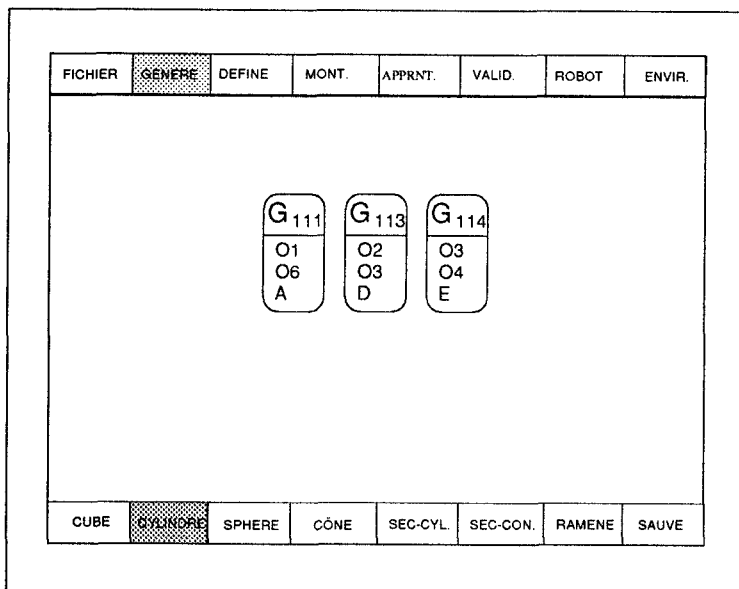 FICHIER GENERE DEFINE MONT. APPRNT. VALID. ROBOT ENVIR.
G111 G113 G114
O1 O2 O3
O6 O3 O4
A D E
CUBE CYLINDRE SPHERE CÔNE SEC-CYL. SEC-CON. RAMENE SAUVE